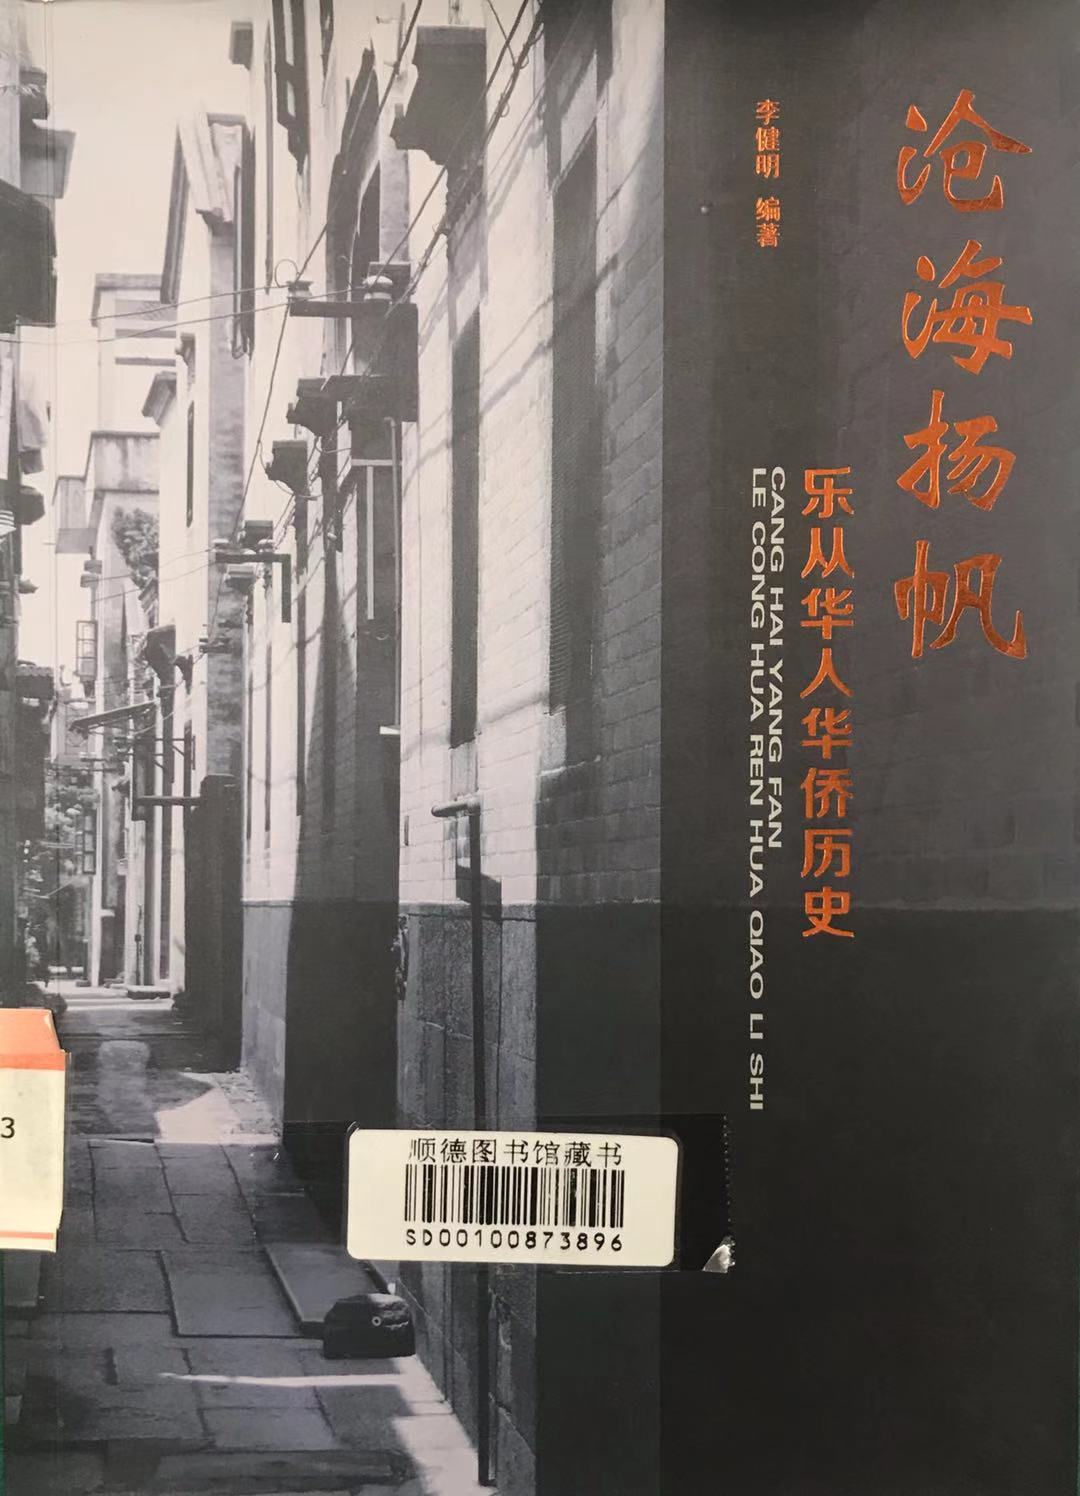 沧海扬帆
乐从华人华侨历史
CANG HAI YANG FAN
LE CONG HUA REN HUA QIAO LI SHI
李健明 编著
3
顺德图书馆藏书
SD00100873896